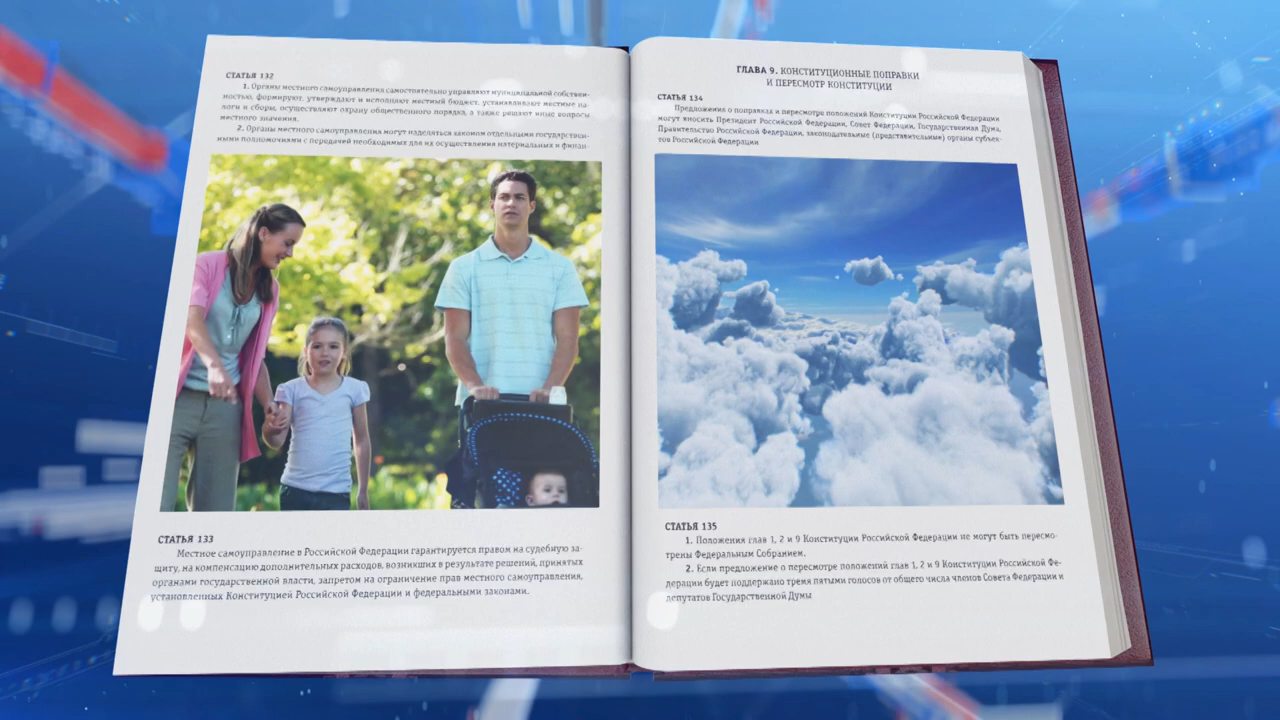 СТАТЬЯ 132
1. Органы местного самоуправления самостоятельно управляют муниципальной собствен-
ностью, формируют, утверждают и исполняют местный бюджет, устанавливают местные на-
логи и сборы, осуществляют охрану общественного порядка, а также решают иные вопросы
местного значения.
2. Органы местного самоуправления могут наделяться законом отдельными государствен-
ными полномочиями с передачей необходимых для их осуществления материальных и финан-
СТАТЬЯ 133
Местное самоуправление в Российской Федерации гарантируется правом на судебную за-
щиту, на компенсацию дополнительных расходов, возникших в результате решений, принятых
органами государственной власти, запретом на ограничение прав местного самоуправления,
установленных Конституцией Российской Федерации и федеральными законами.
ГЛАВА 9. КОНСТИТУЦИОННЫЕ ПОПРАВКИ
И ПЕРЕСМОТР КОНСТИТУЦИИ
СТАТЬЯ 134
Предложения о поправках и пересмотре положений Конституции Российской Федерации
могут вносить Президент Российской Федерации, Совет Федерации, Государственная Дума,
Правительство Российской Федерации, законодательные (представительные) органы субъек-
тов Российской Федерации
СТАТЬЯ 135
1. Положения глав 1, 2 и 9 Конституции Российской Федерации не могут быть пересмо-
трены Федеральным Собранием.
2. Если предложение о пересмотре положений глав 1, 2 и 9 Конституции Российской Фе-
дерации будет поддержано тремя пятыми голосов от общего числа членов Совета Федерации и
депутатов Государственной Думы